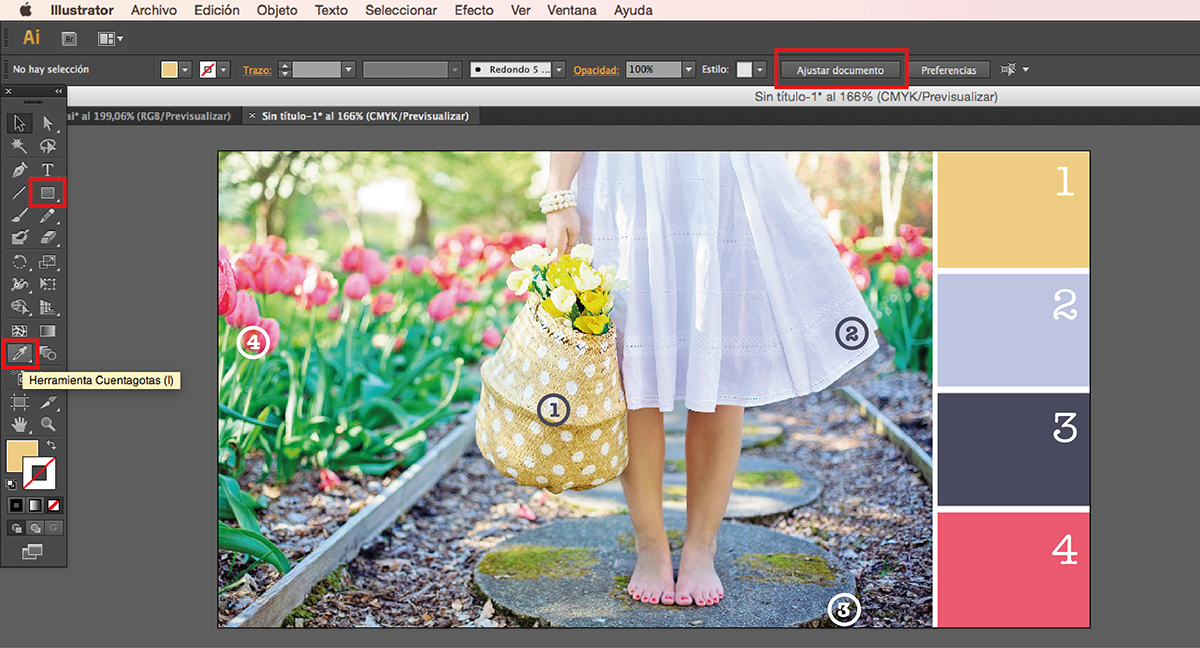 Illustrator Archivo Edición Objeto Texto Seleccionar Efecto Ver Ventana Ayuda
Ai Br
No hay selección Trazo: Redondo 5 ... Opacidad: 100% Estilo: Ajustar documento Preferencias
Sin título-1* al 166% (CMYK/Previsualizar)
ai* al 199,06% (RGB/Previsualizar) × Sin título-1* al 166% (CMYK/Previsualizar)
T
1
2
3
4
4
2
1
3
Herramienta Cuentagotas (I)